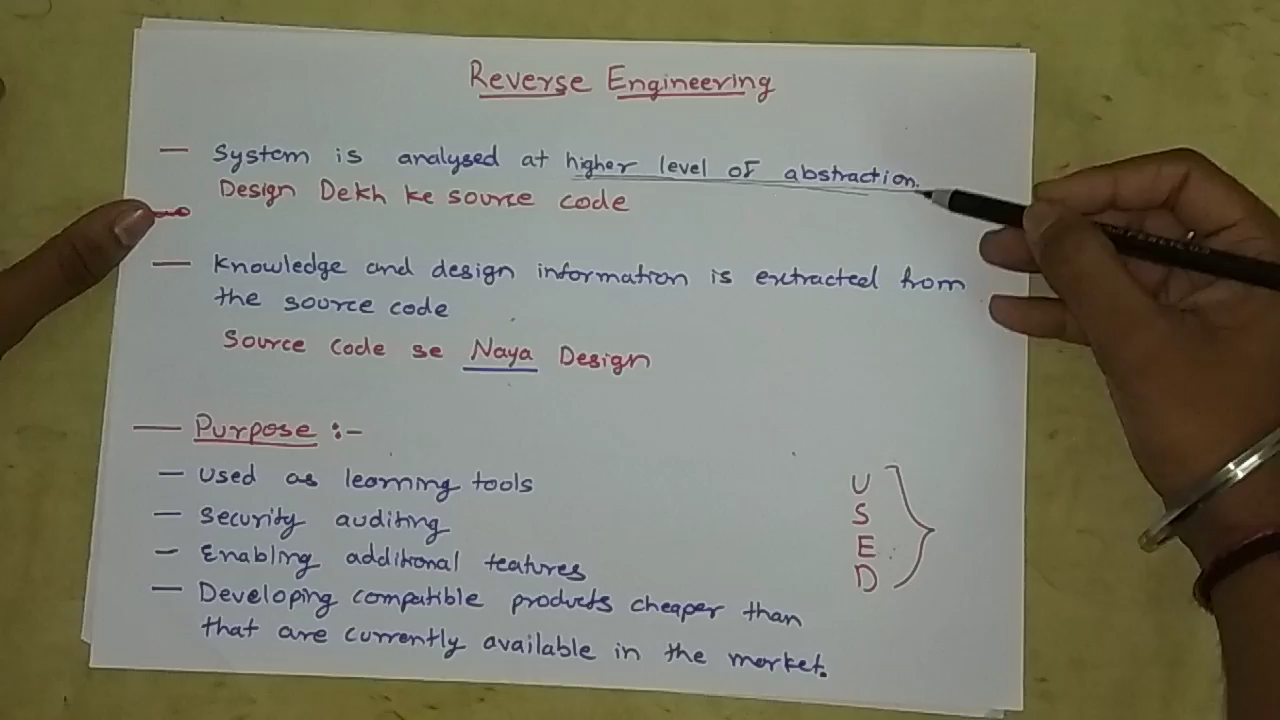 Reverse Engineering
— System is analysed at higher level of abstraction.
Design Dekh ke source code
— Knowledge and design information is extracted from
the source code
Source code se Naya Design
— Purpose :-
— Used as learning tools
— Security auditing
— Enabling additional features
— Developing compatible products cheaper than
that are currently available in the market.
U
S
E
D